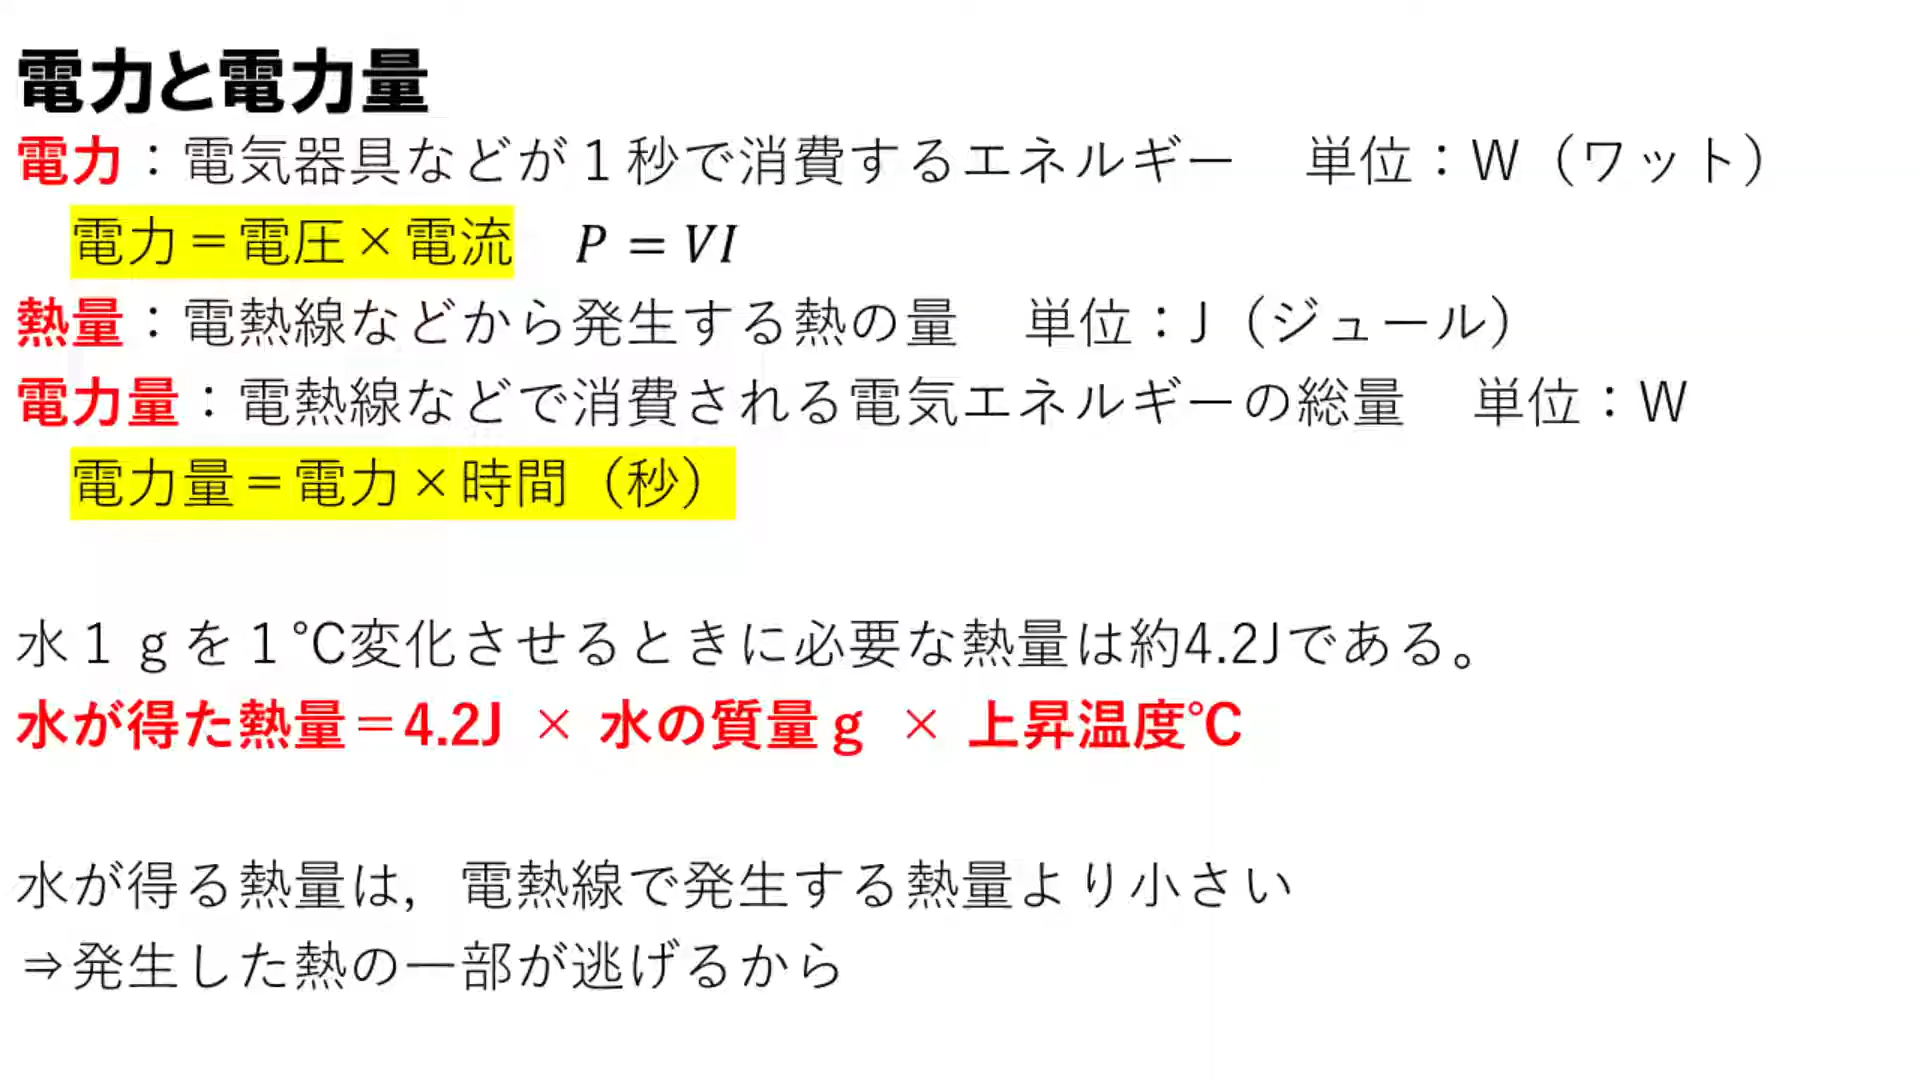 電力と電力量
電力：電気器具などが１秒で消費するエネルギー　単位：W（ワット）
電力＝電圧×電流　P = VI
熱量：電熱線などから発生する熱の量　単位：J（ジュール）
電力量：電熱線などで消費される電気エネルギーの総量　単位：W
電力量＝電力×時間（秒）
水１ｇを１℃変化させるときに必要な熱量は約4.2Jである。
水が得た熱量＝4.2J × 水の質量ｇ × 上昇温度℃
水が得る熱量は，電熱線で発生する熱量より小さい
⇒発生した熱の一部が逃げるから